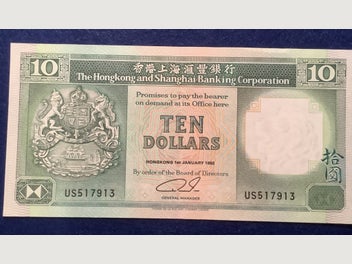 10 香港上海滙豐銀行 10
The Hongkong and Shanghai Banking Corporation
Promises to pay the bearer
on demand at its Office here
TEN
DOLLARS
HONGKONG 1st JANUARY
By order of the Board of Directors
US517913 US517913
GENERAL MANAGER
拾
圓